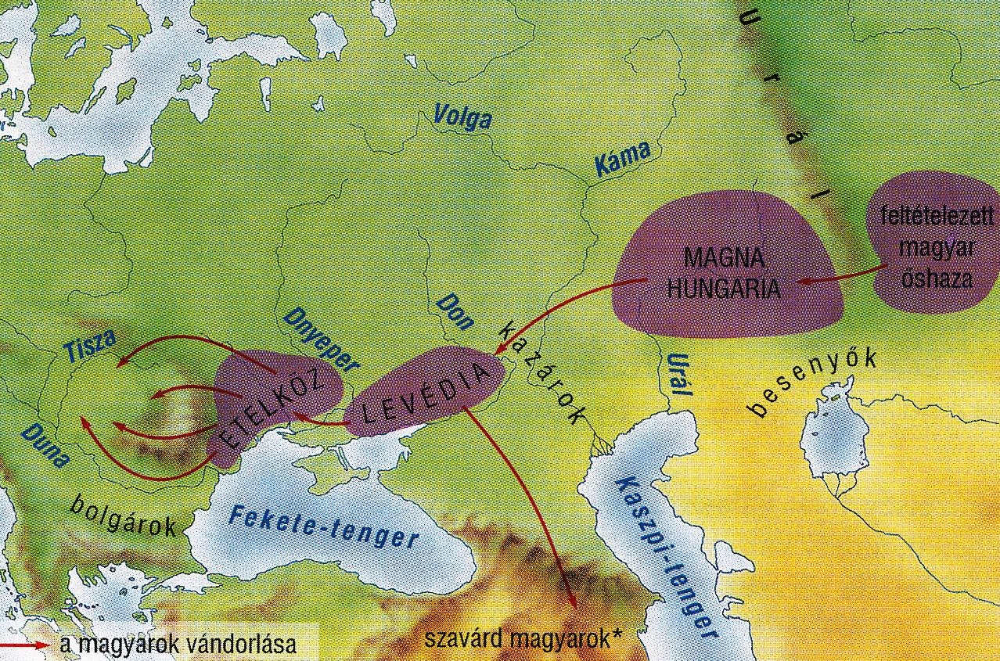 Urál
Volga
Káma
feltételezett
magyar
őshaza
MAGNA
HUNGARIA
Don
Dnyeper
Tisza
kazárok
Urál
besenyők
LEVÉDIA
ETELKÖZ
Duna
bolgárok
Fekete-tenger
Kaszpi-tenger
szavárd magyarok*
a magyarok vándorlása